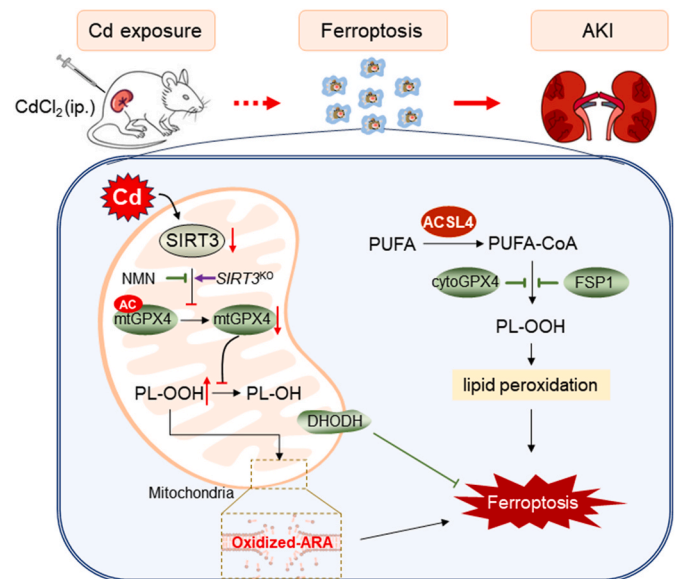 Cd exposure
Ferroptosis
AKI
CdCl₂(ip.)
Cd
SIRT3
NMN
SIRT3ᴷᴼ
AC
mtGPX4
mtGPX4
PL-OOH
PL-OH
DHODH
Mitochondria
Oxidized-ARA
ACSL4
PUFA
PUFA-CoA
cytoGPX4
FSP1
PL-OOH
lipid peroxidation
Ferroptosis